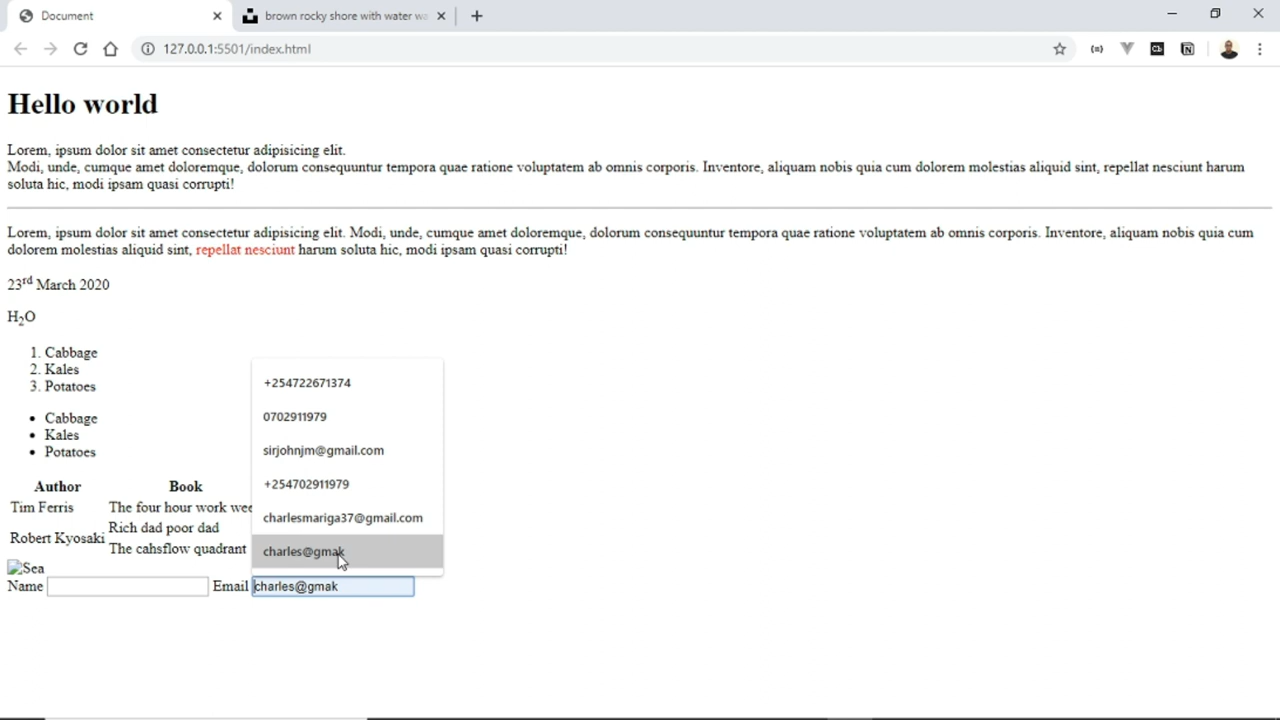 Document
brown rocky shore with water wa
127.0.0.1:5501/index.html
Hello world
Lorem, ipsum dolor sit amet consectetur adipisicing elit.
Modi, unde, cumque amet doloremque, dolorum consequuntur tempora quae ratione voluptatem ab omnis corporis. Inventore, aliquam nobis quia cum dolorem molestias aliquid sint, repellat nesciunt harum
soluta hic, modi ipsam quasi corrupti!
Lorem, ipsum dolor sit amet consectetur adipisicing elit. Modi, unde, cumque amet doloremque, dolorum consequuntur tempora quae ratione voluptatem ab omnis corporis. Inventore, aliquam nobis quia cum
dolorem molestias aliquid sint, repellat nesciunt harum soluta hic, modi ipsam quasi corrupti!
23rd March 2020
H2O
1. Cabbage
2. Kales
3. Potatoes
• Cabbage
• Kales
• Potatoes
Author Book
Tim Ferris The four hour work wee
Robert Kyosaki Rich dad poor dad
The cahsflow quadrant
Sea
Name Email charles@gmak
+254722671374
0702911979
sirjohnjm@gmail.com
+254702911979
charlesmariga37@gmail.com
charles@gmak